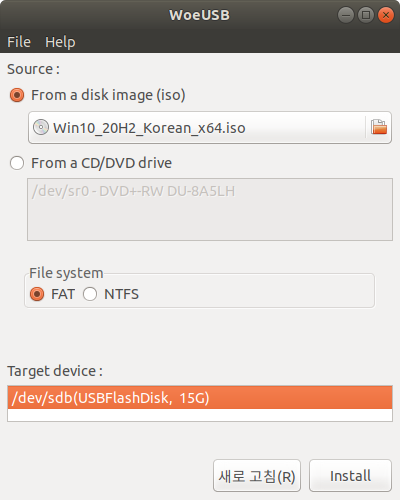 WoeUSB
File Help
Source :
From a disk image (iso)
Win10_20H2_Korean_x64.iso
From a CD/DVD drive
/dev/sr0 - DVD+-RW DU-8A5LH
File system
FAT NTFS
Target device :
/dev/sdb(USBFlashDisk, 15G)
새로 고침(R) Install